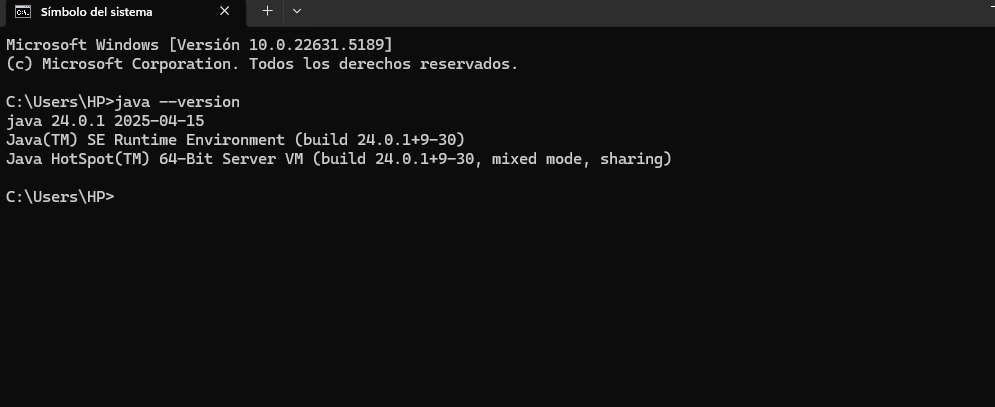 Símbolo del sistema
Microsoft Windows [Versión 10.0.22631.5189]
(c) Microsoft Corporation. Todos los derechos reservados.
C:\Users\HP>java --version
java 24.0.1 2025-04-15
Java(TM) SE Runtime Environment (build 24.0.1+9-30)
Java HotSpot(TM) 64-Bit Server VM (build 24.0.1+9-30, mixed mode, sharing)
C:\Users\HP>